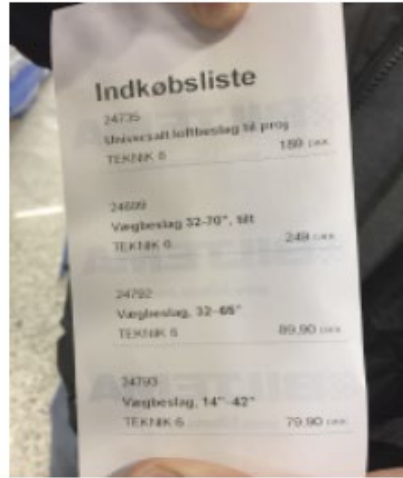 Indkøbsliste
24735
Universalt loftbeslag til proj
TEKNIK 6 189 DKK
24699
Vægbeslag 32-70", tilt
TEKNIK 6 249 DKK
24792
Vægbeslag, 32-65"
TEKNIK 6 89,90 DKK
24793
Vægbeslag, 14"-42"
TEKNIK 6 79,90 DKK